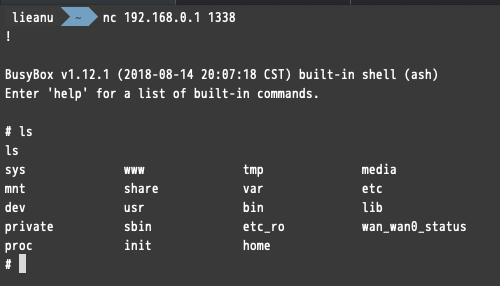 lieanu ~ nc 192.168.0.1 1338
!
BusyBox v1.12.1 (2018-08-14 20:07:18 CST) built-in shell (ash)
Enter 'help' for a list of built-in commands.
# ls
ls
sys www tmp media
mnt share var etc
dev usr bin lib
private sbin etc_ro wan_wan0_status
proc init home
#